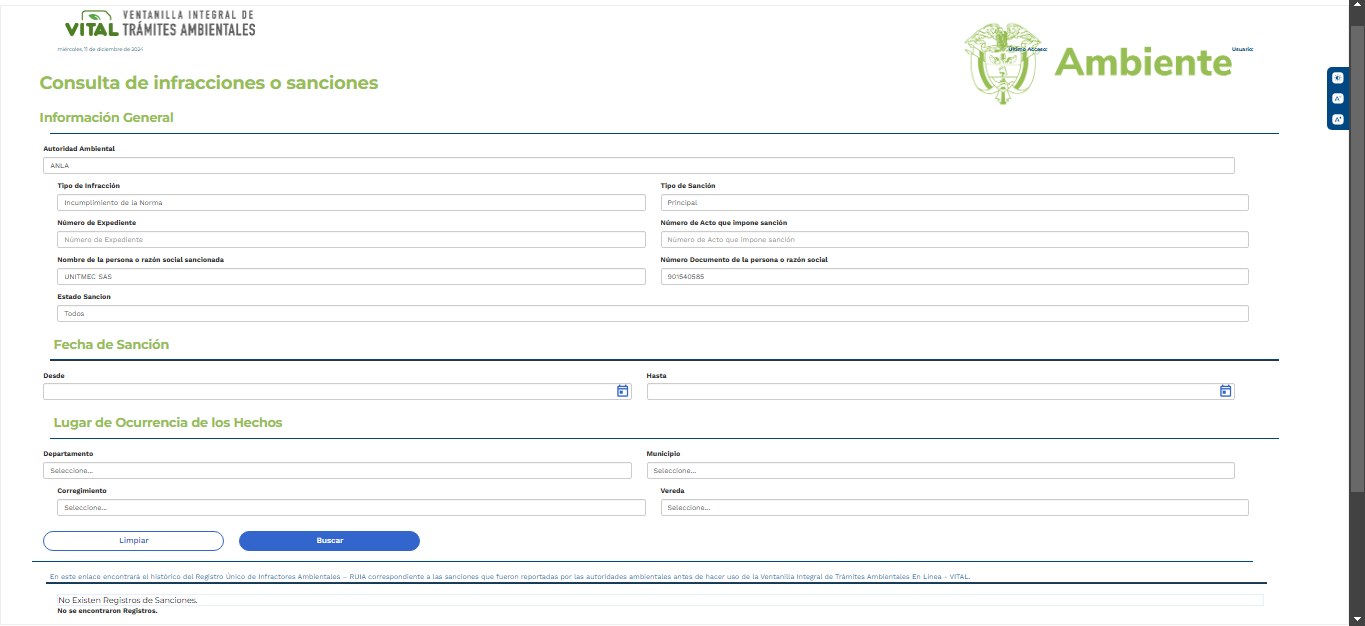 VITAL VENTANILLA INTEGRAL DE
TRÁMITES AMBIENTALES
miércoles, 11 de diciembre de 2024
Último Acceso:
Usuario:
Ambiente
Consulta de infracciones o sanciones
Información General
Autoridad Ambiental
ANLA
Tipo de Infracción
Tipo de Sanción
Incumplimiento de la Norma
Principal
Número de Expediente
Número de Acto que impone sanción
Número de Expediente
Número de Acto que impone sanción
Nombre de la persona o razón social sancionada
Número Documento de la persona o razón social
UNITMEC SAS
901540585
Estado Sancion
Todos
Fecha de Sanción
Desde
Hasta
Lugar de Ocurrencia de los Hechos
Departamento
Municipio
Seleccione...
Seleccione...
Corregimiento
Vereda
Seleccione...
Seleccione...
Limpiar
Buscar
En este enlace encontrará el histórico del Registro Único de Infractores Ambientales – RUIA correspondiente a las sanciones que fueron reportadas por las autoridades ambientales antes de hacer uso de la Ventanilla Integral de Trámites Ambientales En Línea - VITAL.
No Existen Registros de Sanciones.
No se encontraron Registros.